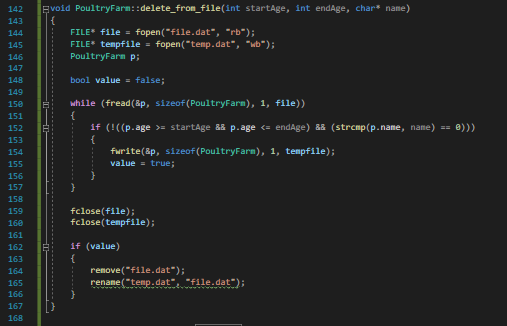 142 void PoultryFarm::delete_from_file(int startAge, int endAge, char* name)
143 {
144 FILE* file = fopen("file.dat", "rb");
145 FILE* tempfile = fopen("temp.dat", "wb");
146 PoultryFarm p;
147
148 bool value = false;
149
150 while (fread(&p, sizeof(PoultryFarm), 1, file))
151 {
152 if (!((p.age >= startAge && p.age <= endAge) && (strcmp(p.name, name) == 0)))
153 {
154 fwrite(&p, sizeof(PoultryFarm), 1, tempfile);
155 value = true;
156 }
157 }
158
159 fclose(file);
160 fclose(tempfile);
161
162 if (value)
163 {
164 remove("file.dat");
165 rename("temp.dat", "file.dat");
166 }
167 }
168